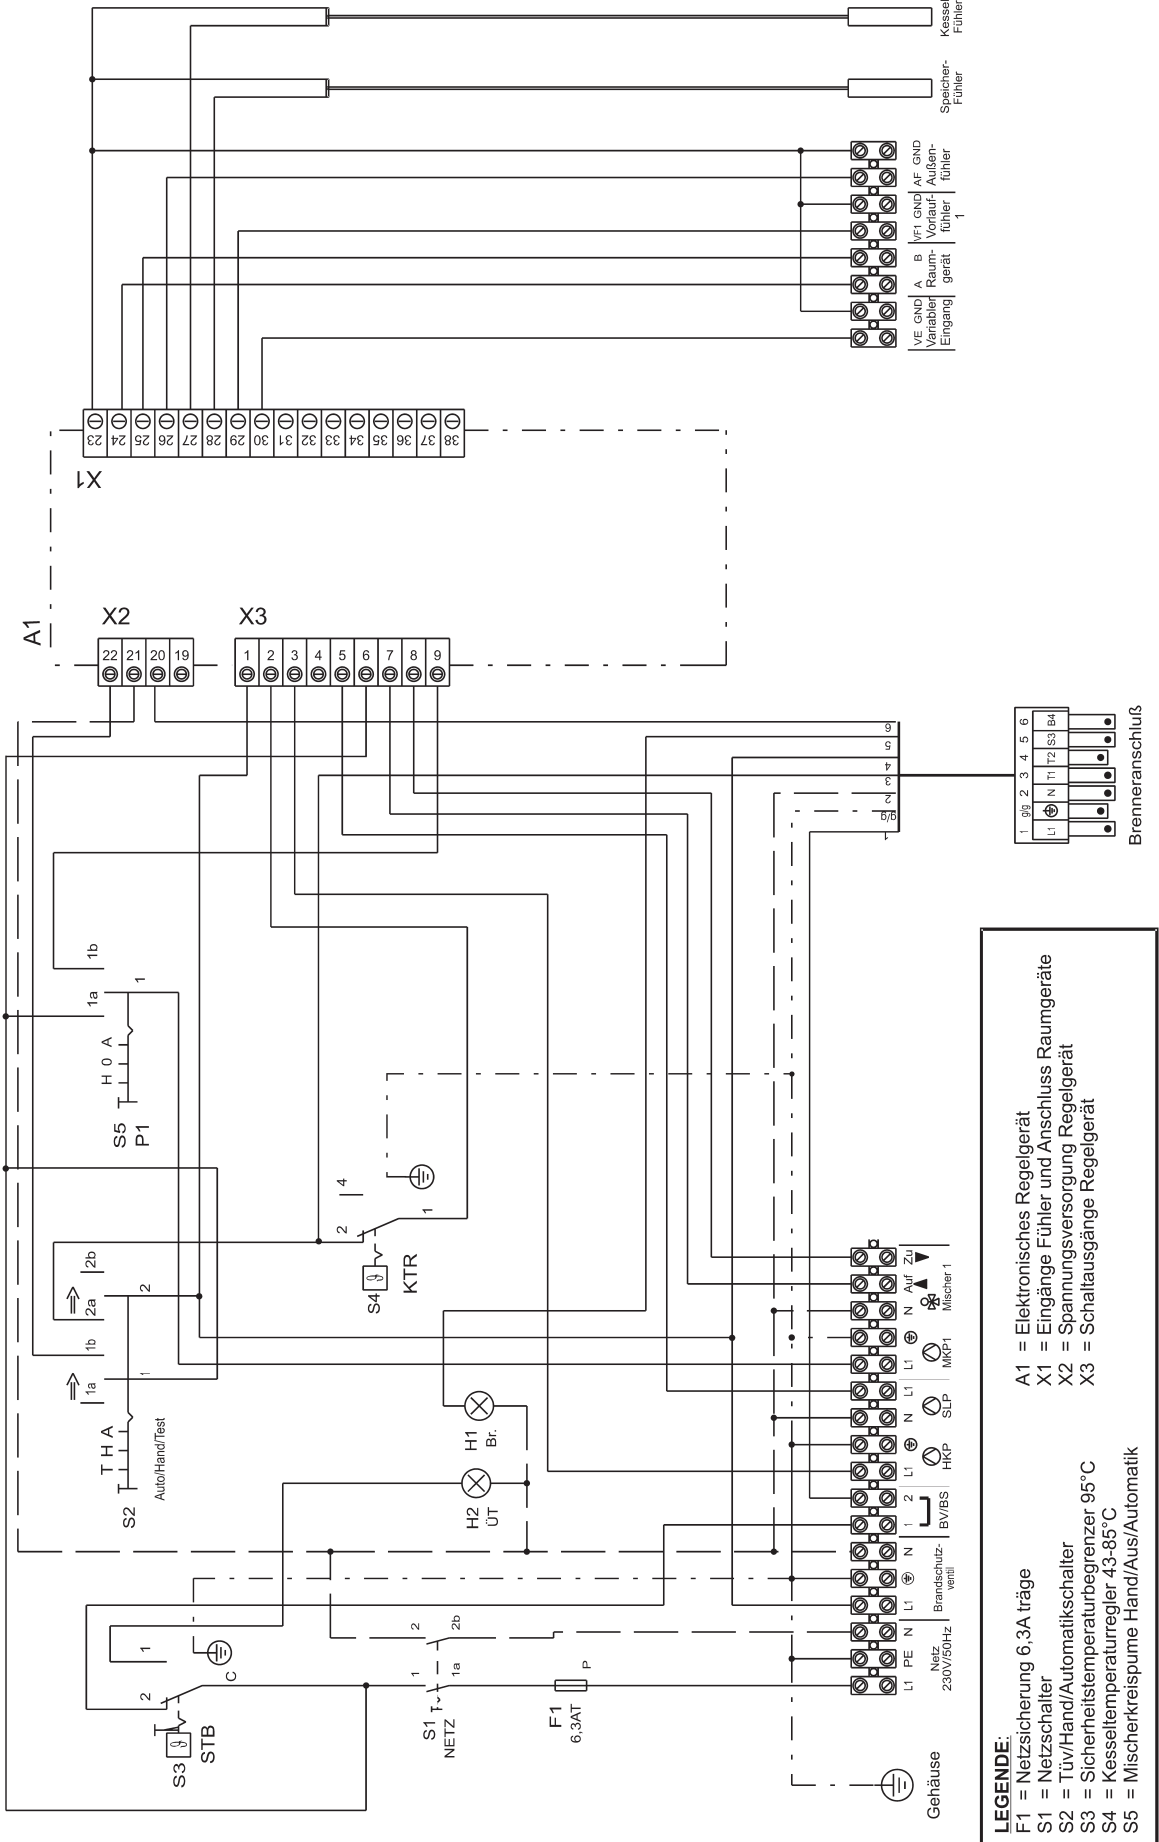 A1
X2
X3
X1
22
21
20
19
1
2
3
4
5
6
7
8
9
23
24
25
26
27
28
29
30
31
32
33
34
35
36
37
38
Kessel
Fühler
Speicher-
Fühler
AF GND
Außen-
fühler
VF1 GND
Vorlauf-
fühler
1
A B
Raum-
gerät
VE GND
Variabler
Eingang
S3
STB
2
1
C
S1
NETZ
1
2
1a
2b
F1
6,3AT
P
S2
T H A
Auto/Hand/Test
1a
1b
2a
2b
1
2
H2
ÜT
H1
Br.
S4
KTR
2
4
1
S5
P1
H 0 A
1a
1b
1
1
g/g
2
3
4
5
6
1 g/g 2 3 4 5 6
L1 N T1 T2 S3 B4
Brenneranschluß
Gehäuse
L1 PE N
Netz
230V/50Hz
L1 N
Brandschutz-
ventil
1 2
BV/BS
L1
HKP
N L1
SLP
L1
MKP1
N Auf Zu
Mischer 1
LEGENDE:
F1 = Netzsicherung 6,3A träge
S1 = Netzschalter
S2 = Tüv/Hand/Automatikschalter
S3 = Sicherheitstemperaturbegrenzer 95°C
S4 = Kesseltemperaturregler 43-85°C
S5 = Mischerkreispume Hand/Aus/Automatik
A1 = Elektronisches Regelgerät
X1 = Eingänge Fühler und Anschluss Raumgeräte
X2 = Spannungsversorgung Regelgerät
X3 = Schaltausgänge Regelgerät